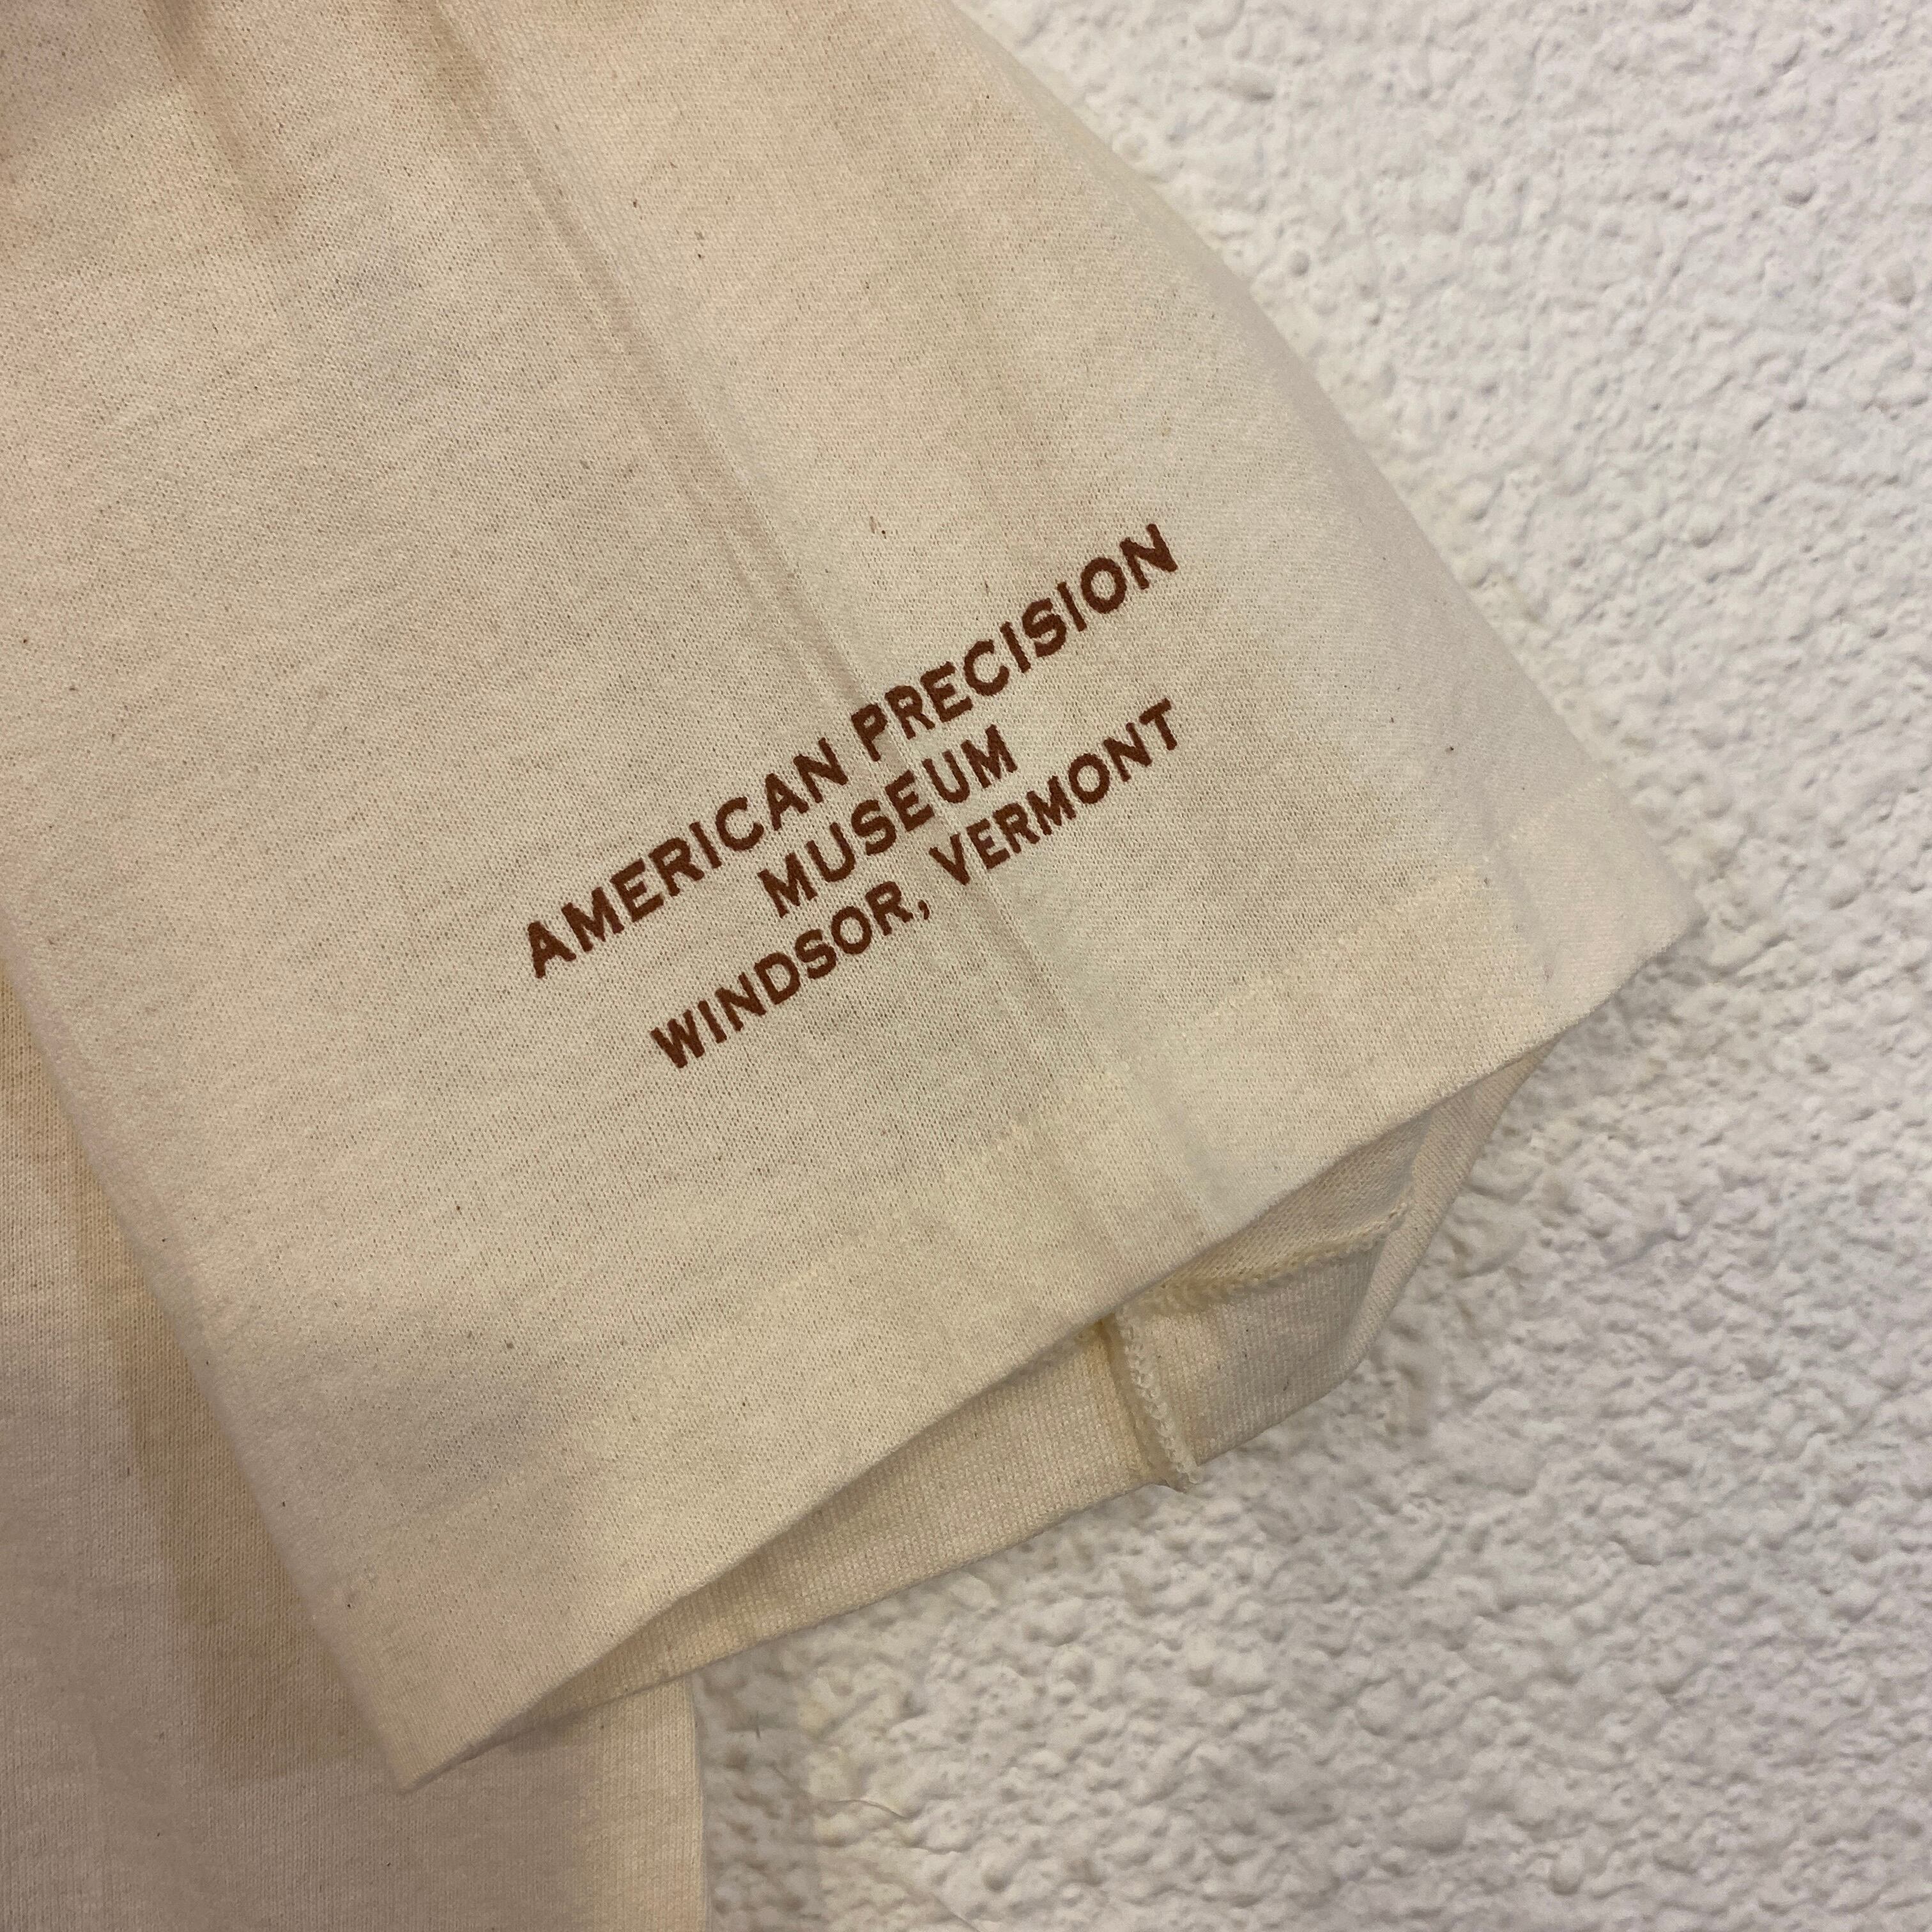 AMERICAN PRECISION
MUSEUM
WINDSOR, VERMONT